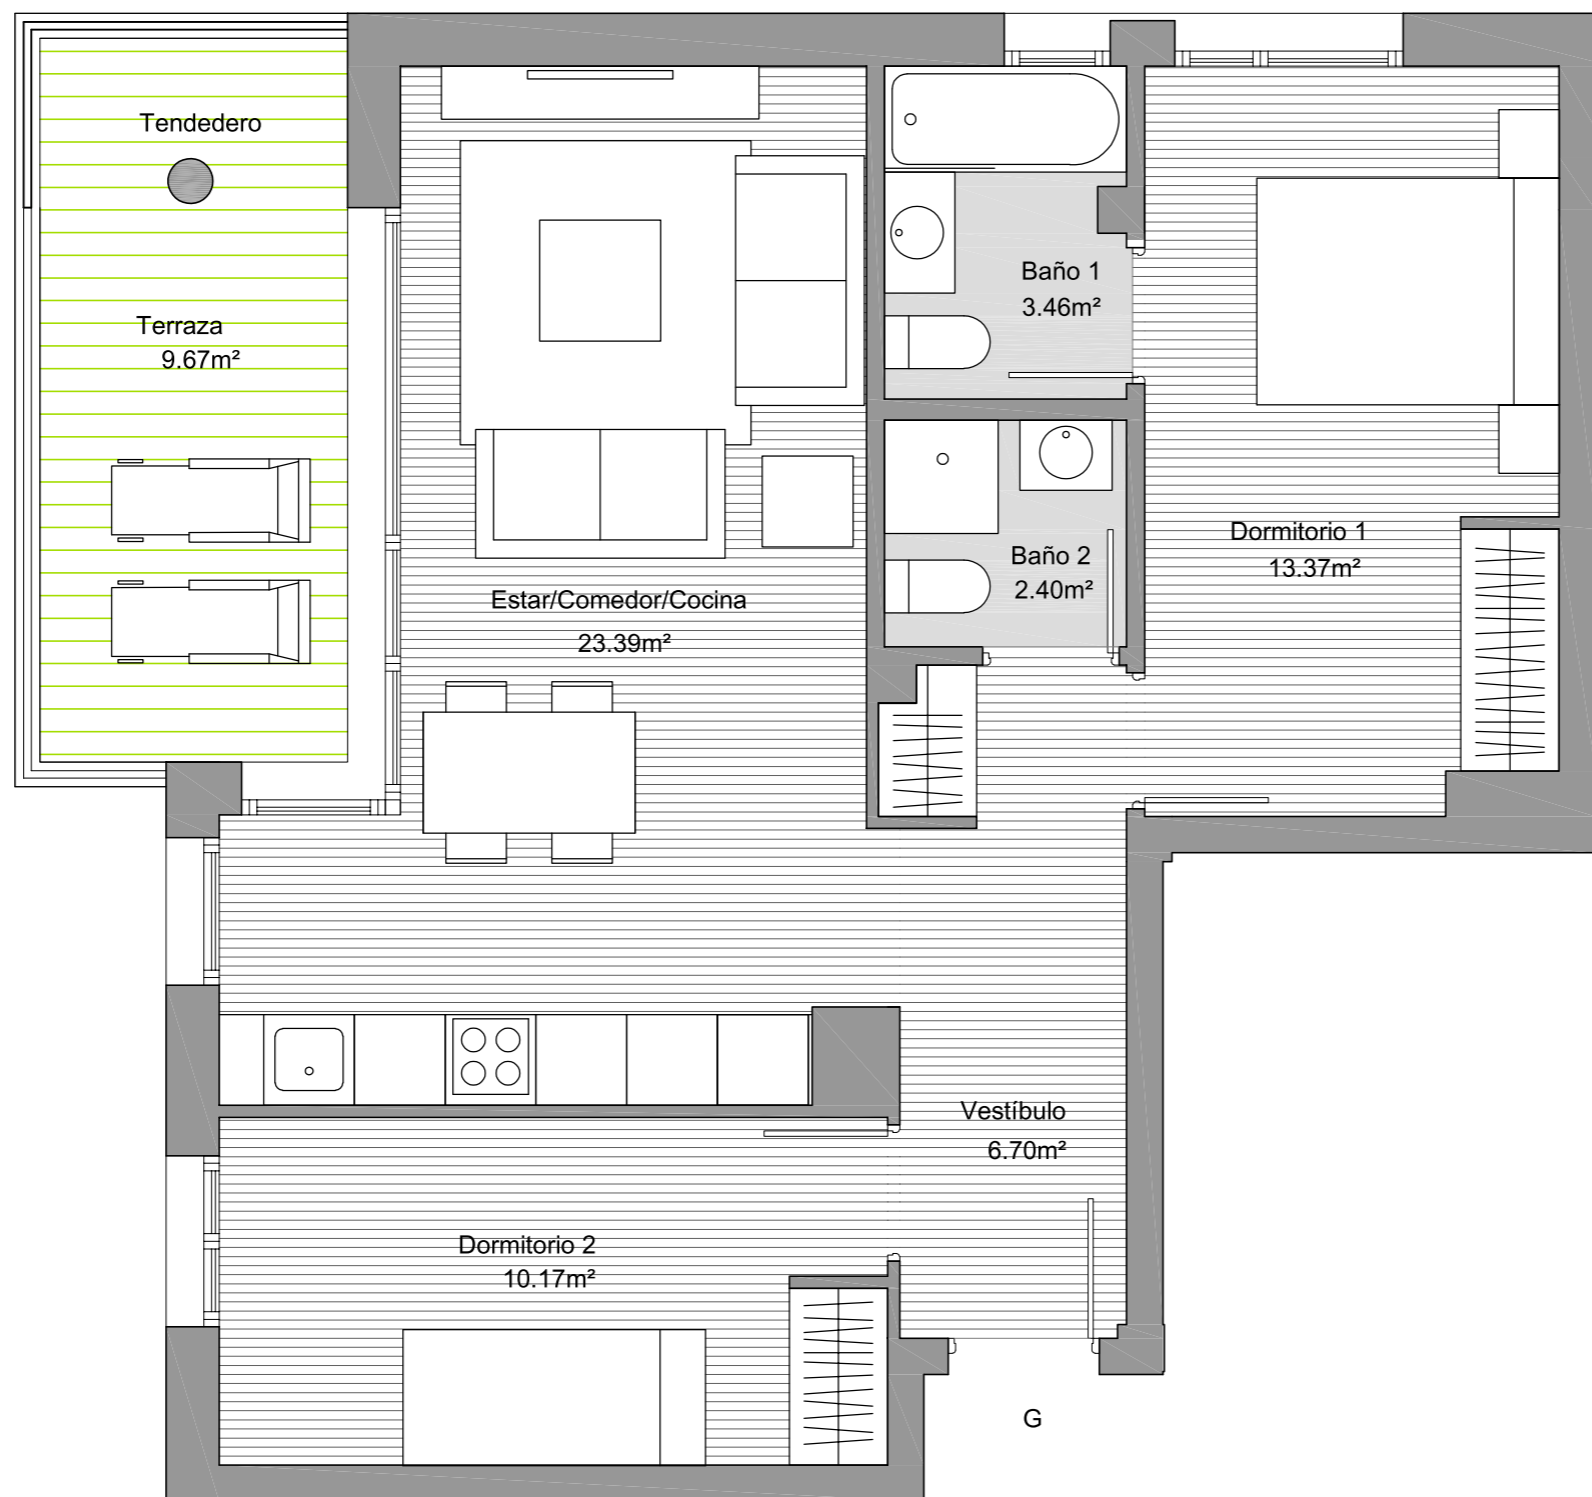 Tendedero
Terraza
9.67m²
Baño 1
3.46m²
Dormitorio 1
13.37m²
Baño 2
2.40m²
Estar/Comedor/Cocina
23.39m²
Vestíbulo
6.70m²
Dormitorio 2
10.17m²
G